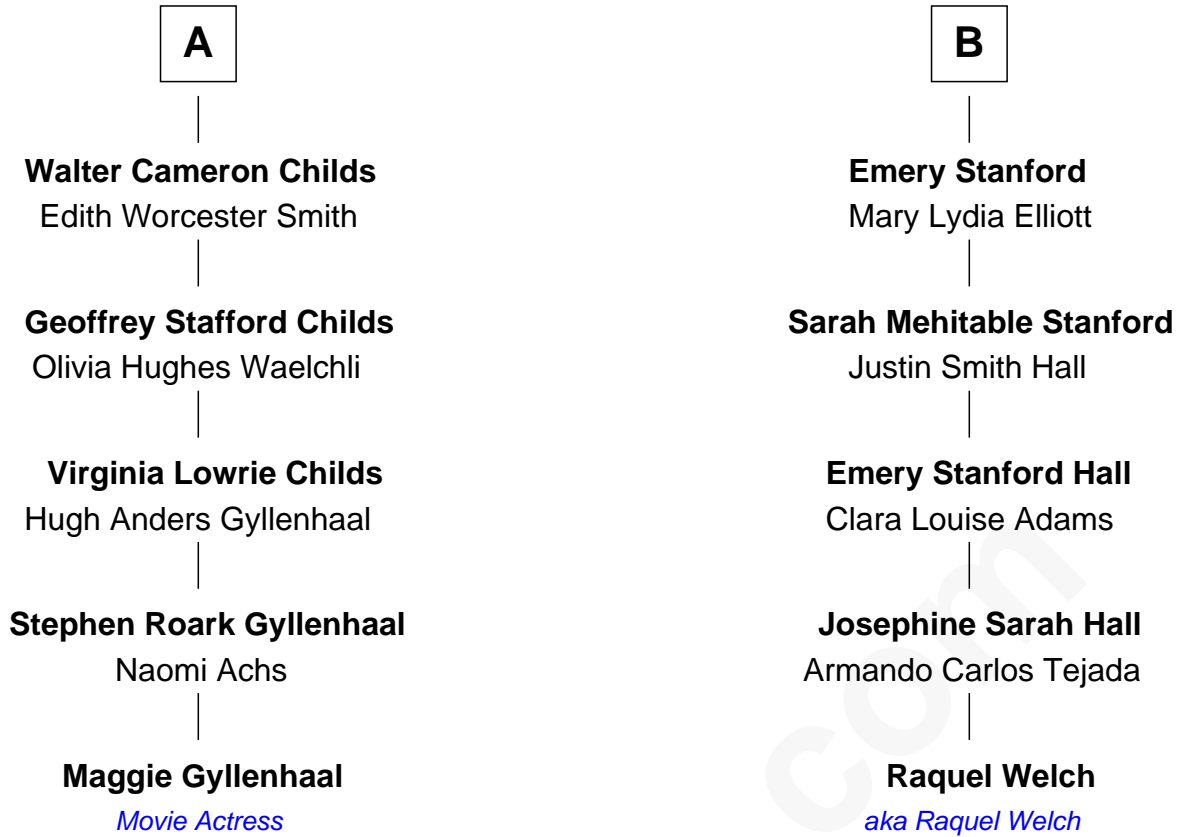 A
Walter Cameron Childs
Edith Worcester Smith
Geoffrey Stafford Childs
Olivia Hughes Waelchli
Virginia Lowrie Childs
Hugh Anders Gyllenhaal
Stephen Roark Gyllenhaal
Naomi Achs
Maggie Gyllenhaal
Movie Actress
B
Emery Stanford
Mary Lydia Elliott
Sarah Mehitable Stanford
Justin Smith Hall
Emery Stanford Hall
Clara Louise Adams
Josephine Sarah Hall
Armando Carlos Tejada
Raquel Welch
aka Raquel Welch
com